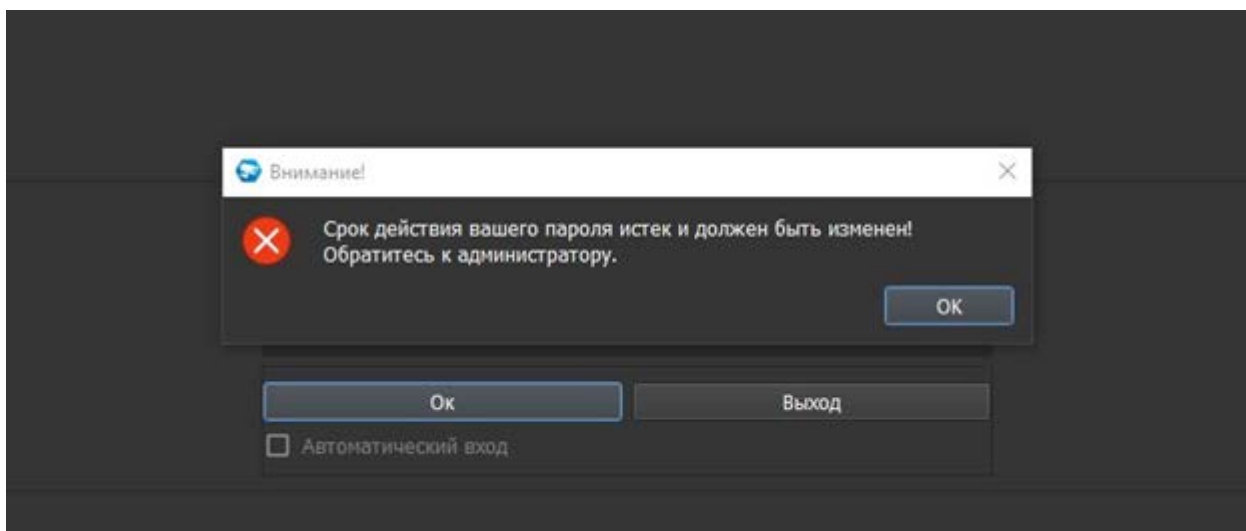 Внимание!
Срок действия вашего пароля истек и должен быть изменен!
Обратитесь к администратору.
OK
Ок
Выход
Автоматический вход